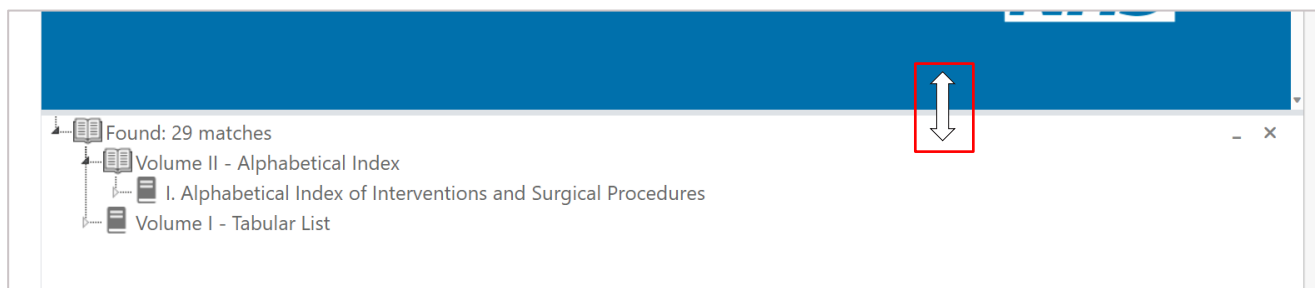 Found: 29 matches
Volume II - Alphabetical Index
I. Alphabetical Index of Interventions and Surgical Procedures
Volume I - Tabular List